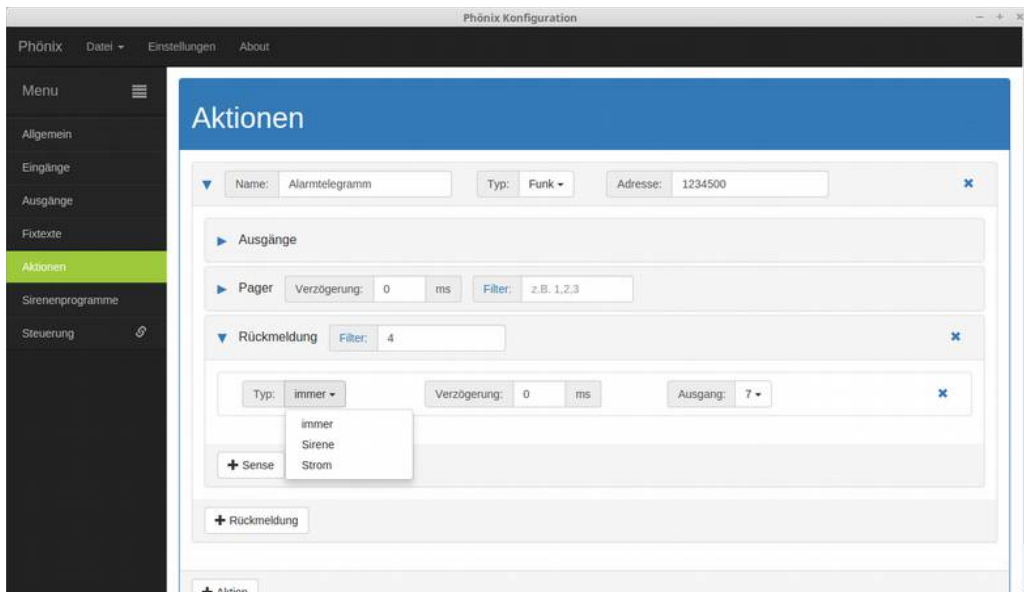 Phönix Konfiguration
Phönix Datei Einstellungen About
Menu
Allgemein
Eingänge
Ausgänge
Fixtexte
Aktionen
Sirenenprogramme
Steuerung
Aktionen
Name: Alarmtelegramm Typ: Funk Adresse: 1234500
Ausgänge
Pager Verzögerung: 0 ms Filter: z.B. 1,2,3
Rückmeldung Filter: 4
Typ: immer Verzögerung: 0 ms Ausgang: 7
immer
Sirene
Strom
+ Sense
+ Rückmeldung
+ Aktion